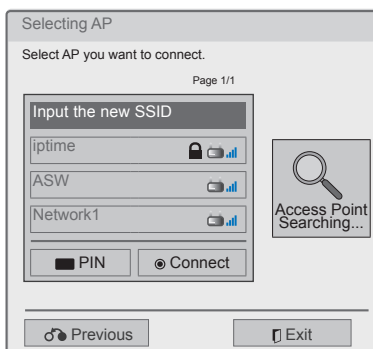 Selecting AP
Select AP you want to connect.
Page 1/1
Input the new SSID
iptime
ASW
Network1
PIN
Connect
Access Point
Searching...
Previous
Exit